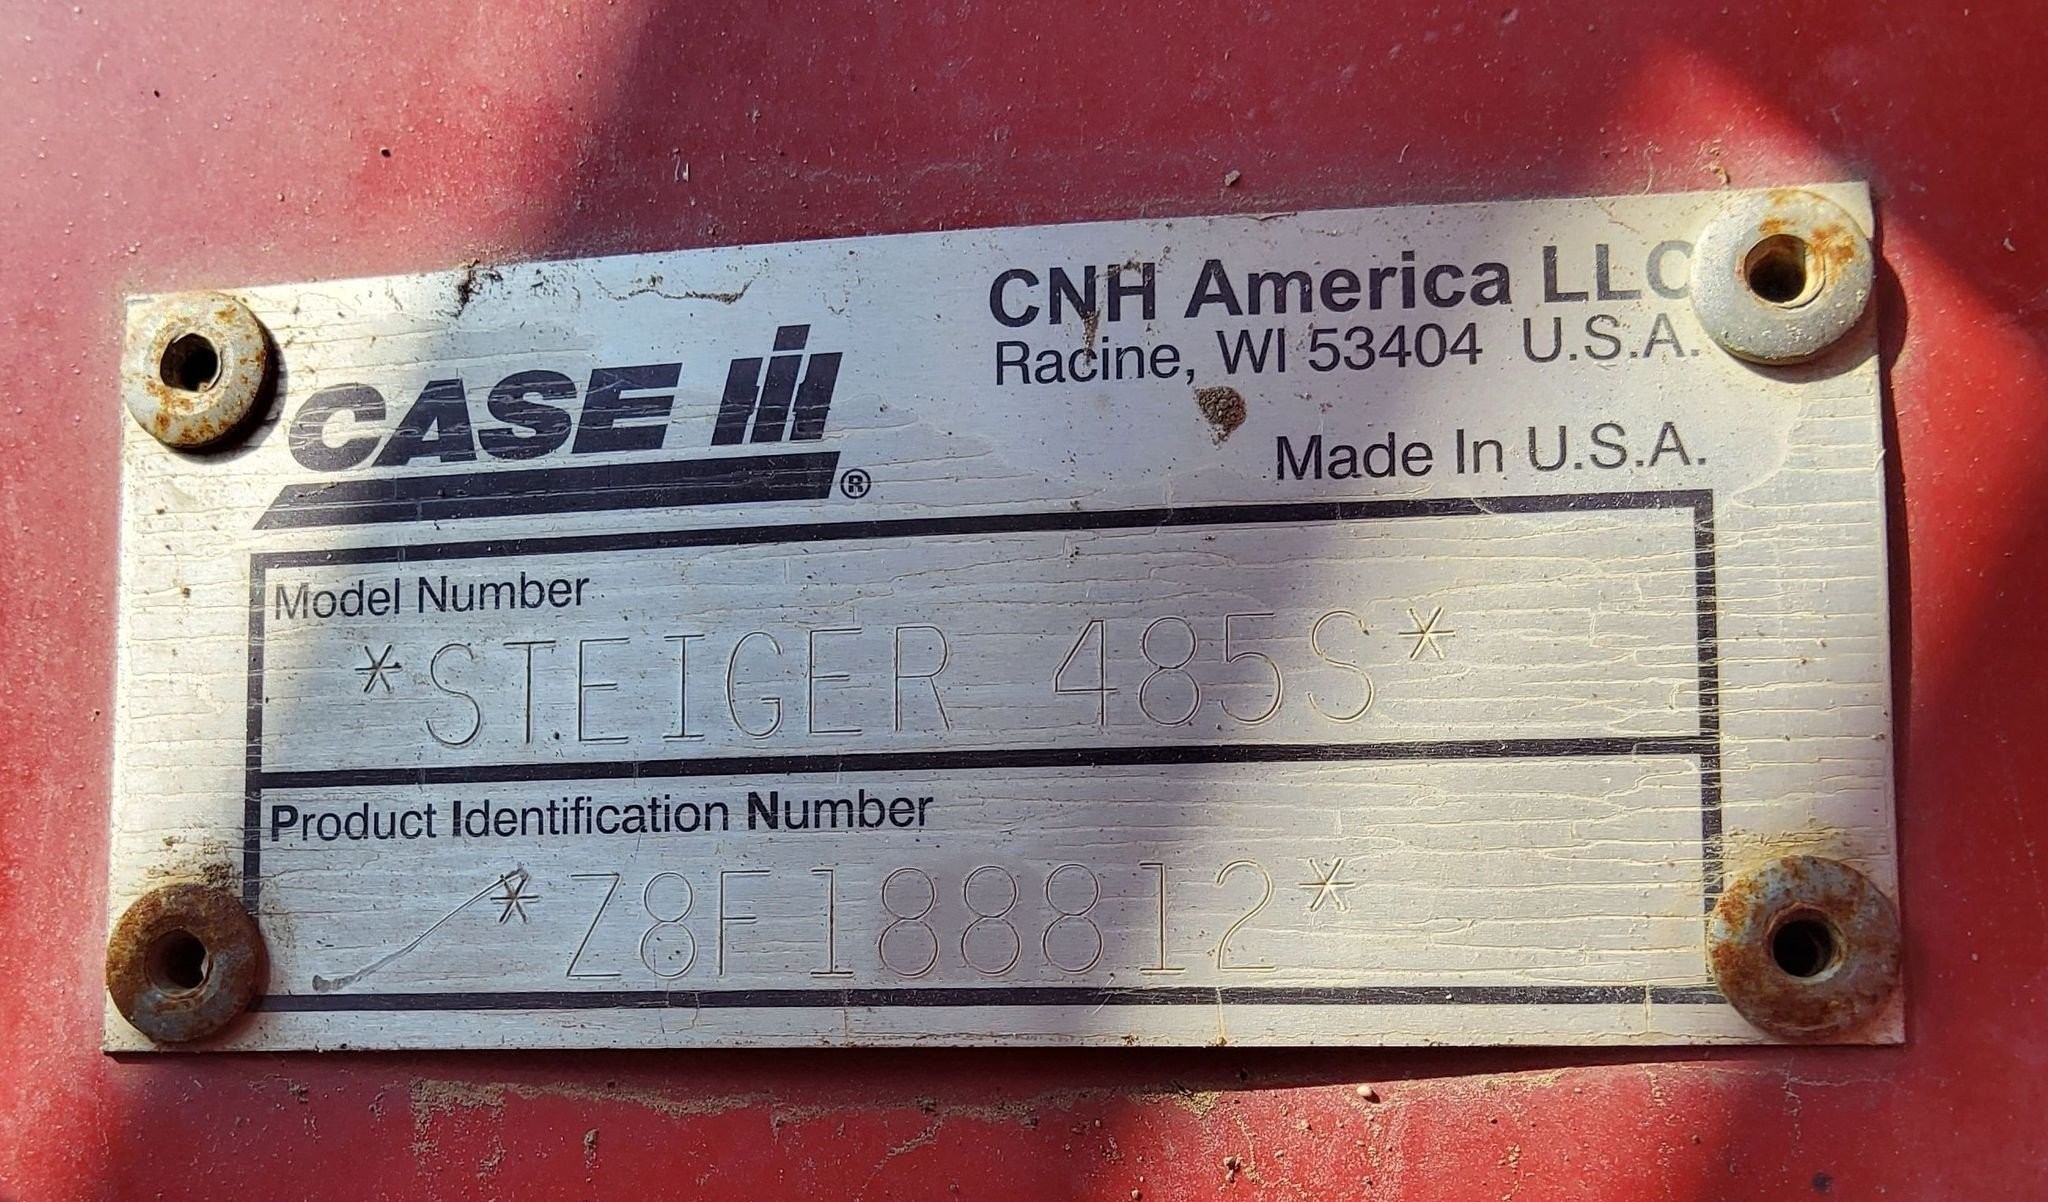 CNH America LLC
Racine, WI 53404 U.S.A.
CASE IH®
Made In U.S.A.
Model Number
*STEIGER 485S*
Product Identification Number
*Z8F188812*